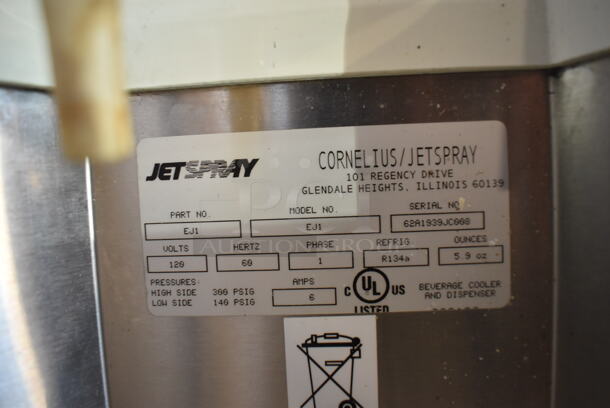 JETSPRAY
CORNELIUS/JETSPRAY
101 REGENCY DRIVE
GLENDALE HEIGHTS, ILLINOIS 60139
PART NO. MODEL NO. SERIAL NO.
EJ1 EJ1 62A1939JC008
VOLTS HERTZ PHASE REFRIG OUNCES
120 60 1 R134a 5.9 oz
PRESSURES:
HIGH SIDE 300 PSIG
LOW SIDE 140 PSIG
AMPS
6
C UL US
LISTED
BEVERAGE COOLER
AND DISPENSER